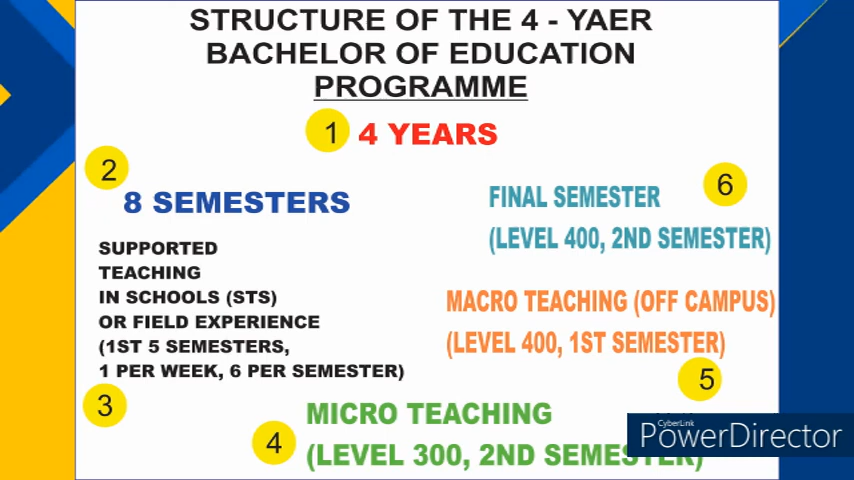 STRUCTURE OF THE 4 - YAER
BACHELOR OF EDUCATION
PROGRAMME
1 4 YEARS
2
8 SEMESTERS
SUPPORTED
TEACHING
IN SCHOOLS (STS)
OR FIELD EXPERIENCE
(1ST 5 SEMESTERS,
1 PER WEEK, 6 PER SEMESTER)
3
4
MICRO TEACHING
(LEVEL 300, 2ND SEMESTER)
MACRO TEACHING (OFF CAMPUS)
(LEVEL 400, 1ST SEMESTER)
5
FINAL SEMESTER
6
(LEVEL 400, 2ND SEMESTER)
CyberLink
PowerDirector